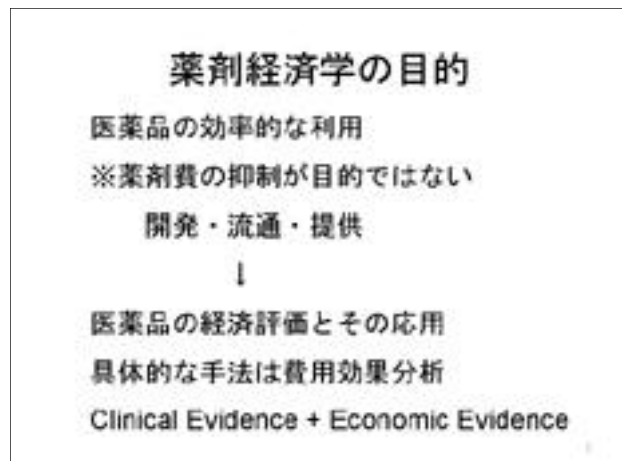 薬剤経済学の目的
医薬品の効率的な利用
※薬剤費の抑制が目的ではない
開発・流通・提供
↓
医薬品の経済評価とその応用
具体的な手法は費用効果分析
Clinical Evidence + Economic Evidence